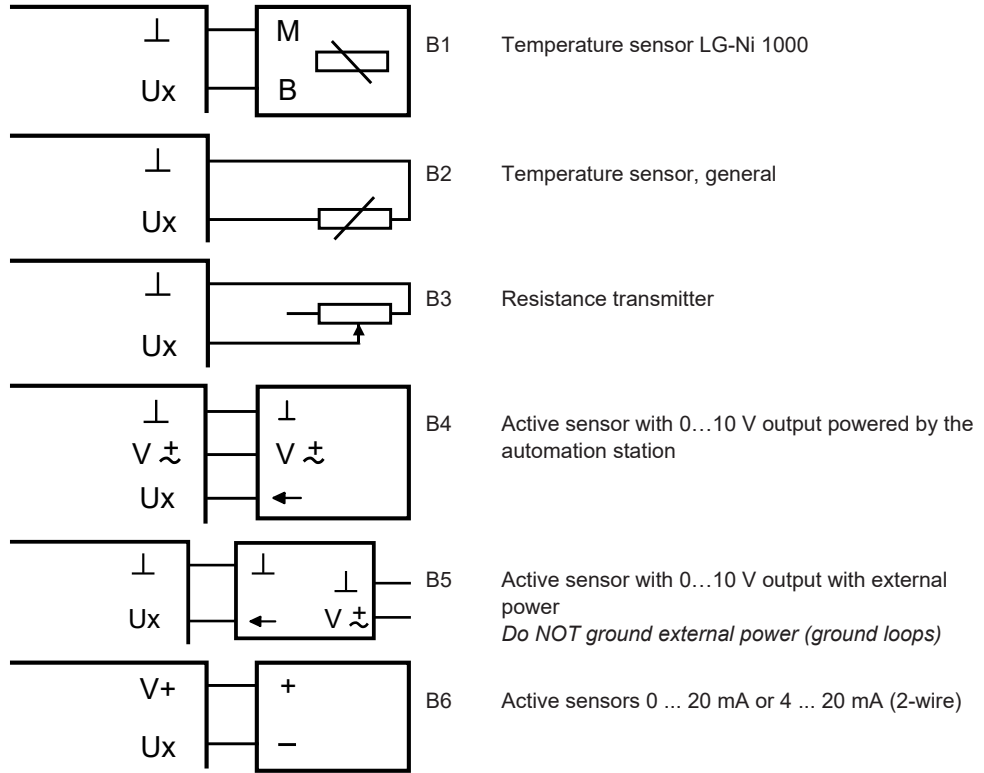 ⊥ M B1 Temperature sensor LG-Ni 1000
Ux B
⊥ B2 Temperature sensor, general
Ux
⊥ B3 Resistance transmitter
Ux
⊥ ⊥ B4 Active sensor with 0…10 V output powered by the
V ± V ± automation station
Ux
⊥ ⊥ ⊥ B5 Active sensor with 0…10 V output with external
power
Ux V ± Do NOT ground external power (ground loops)
V+ + B6 Active sensors 0 ... 20 mA or 4 ... 20 mA (2-wire)
Ux –